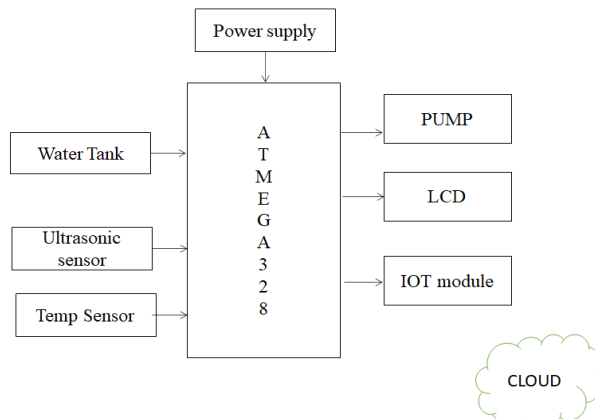 Power supply
Water Tank
Ultrasonic
sensor
Temp Sensor
A
T
M
E
G
A
3
2
8
PUMP
LCD
IOT module
CLOUD